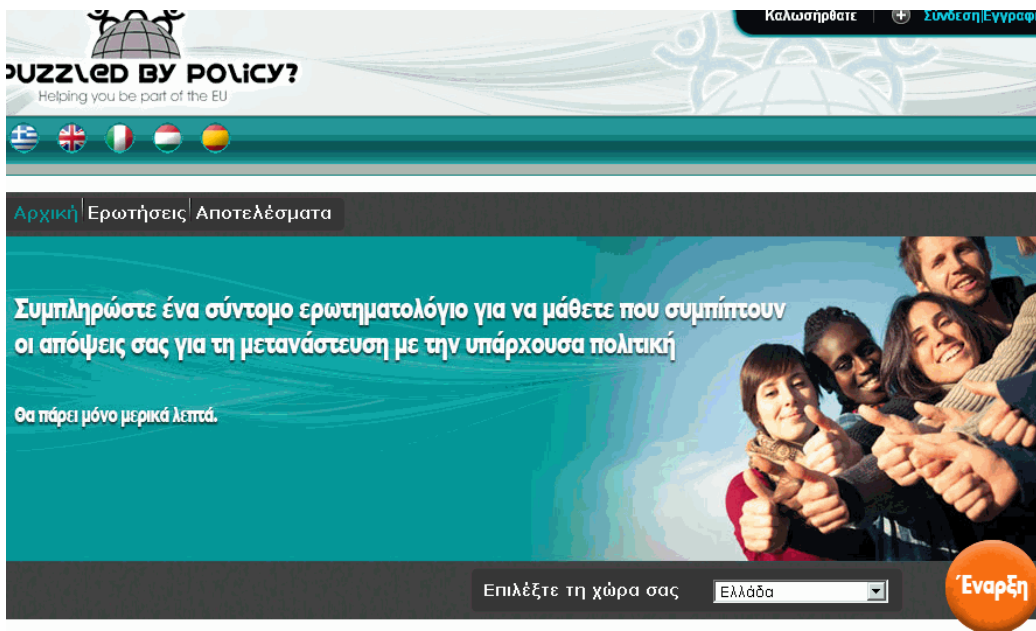 Καλωσήρθατε
Σύνδεση|Εγγραφ
PUZZLED BY POLICY?
Helping you be part of the EU
Αρχική Ερωτήσεις Αποτελέσματα
Συμπληρώστε ένα σύντομο ερωτηματολόγιο για να μάθετε που συμπίπτουν
οι απόψεις σας για τη μετανάστευση με την υπάρχουσα πολιτική
Θα πάρει μόνο μερικά λεπτά.
Επιλέξτε τη χώρα σας Ελλάδα
Έναρξη